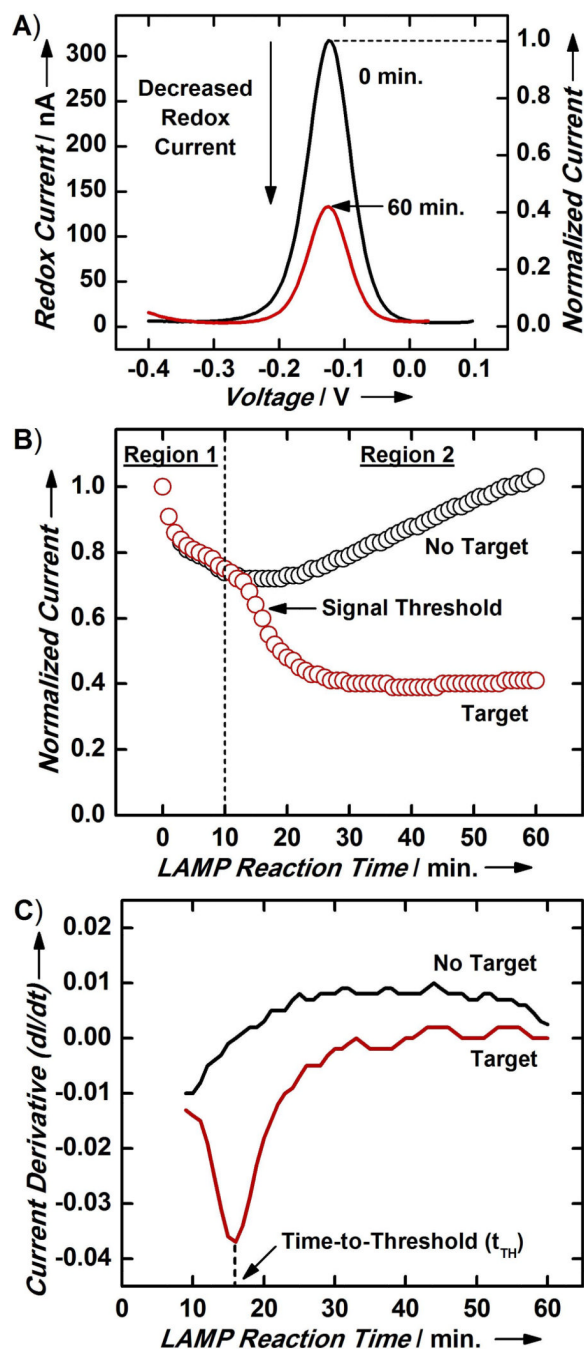 A)
Redox Current / nA
300
250
200
150
100
50
0
Decreased
Redox
Current
0 min.
60 min.
1.0
0.8
0.6
0.4
0.2
0.0
Normalized Current
-0.4 -0.3 -0.2 -0.1 0.0 0.1
Voltage / V
B)
Region 1 Region 2
Normalized Current
1.0
0.8
0.6
0.4
0.2
0.0
No Target
Signal Threshold
Target
0 10 20 30 40 50 60
LAMP Reaction Time / min.
C)
Current Derivative (dI/dt)
0.02
0.01
0.00
-0.01
-0.02
-0.03
-0.04
No Target
Target
Time-to-Threshold (t_TH)
0 10 20 30 40 50 60
LAMP Reaction Time / min.